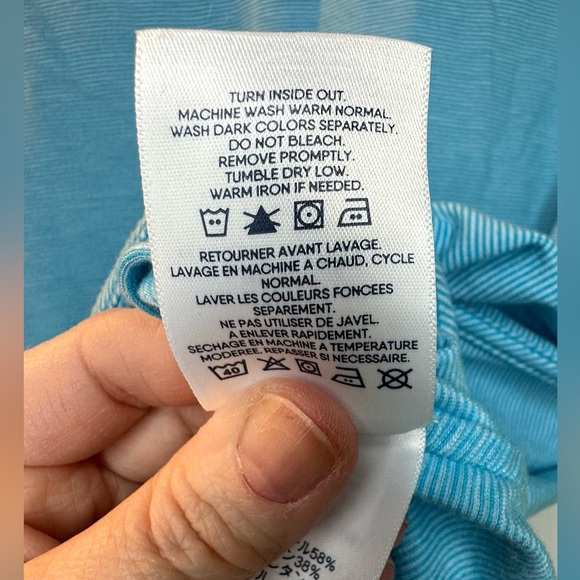 TURN INSIDE OUT.
MACHINE WASH WARM NORMAL.
WASH DARK COLORS SEPARATELY.
DO NOT BLEACH.
REMOVE PROMPTLY.
TUMBLE DRY LOW.
WARM IRON IF NEEDED.
RETOURNER AVANT LAVAGE.
LAVAGE EN MACHINE A CHAUD, CYCLE
NORMAL.
LAVER LES COULEURS FONCEES
SEPAREMENT.
NE PAS UTILISER DE JAVEL.
A ENLEVER RAPIDEMENT.
SECHAGE EN MACHINE A TEMPERATURE
MODEREE. REPASSER SI NECESSAIRE.
40
58%
38%